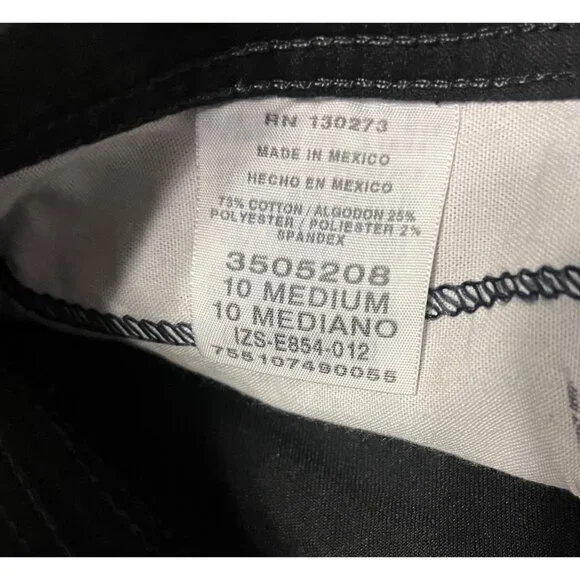 RN 130273
MADE IN MEXICO
HECHO EN MEXICO
73% COTTON / ALGODON 25%
POLYESTER / POLIESTER 2%
SPANDEX
3505208
10 MEDIUM
10 MEDIANO
IZS-E854-012
755107490055